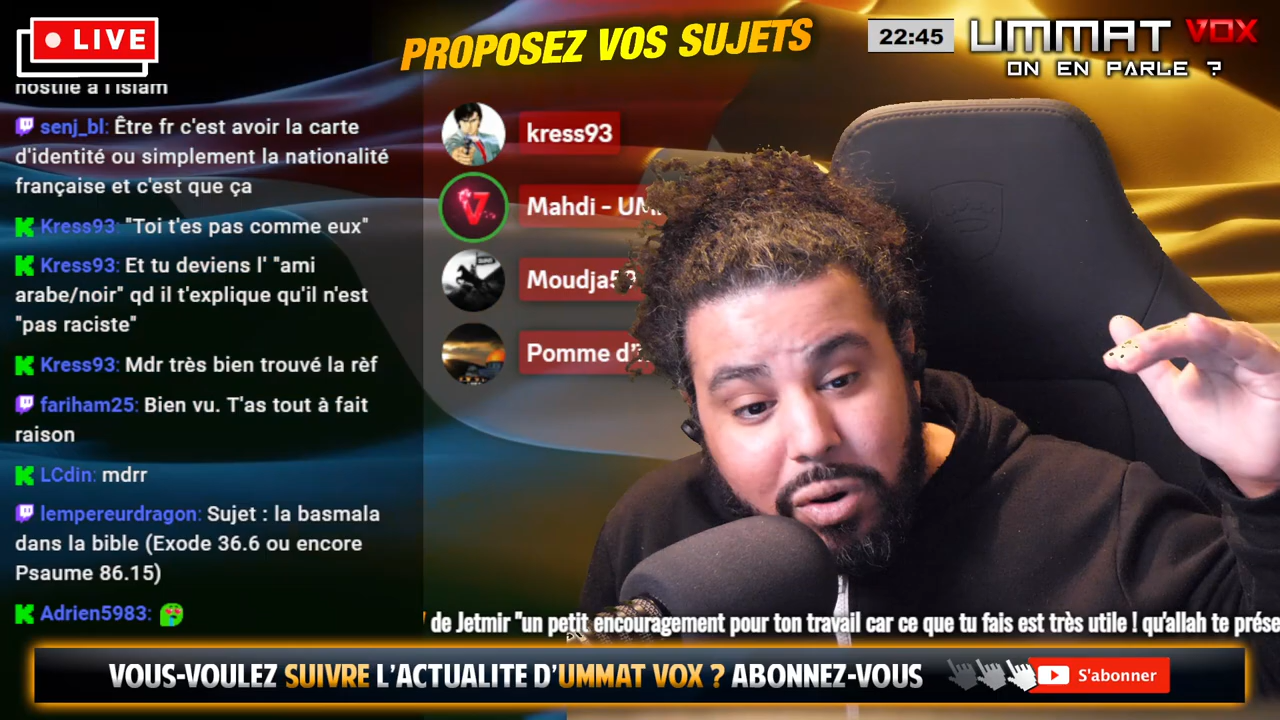 LIVE
PROPOSEZ VOS SUJETS
22:45
UMMAT VOX
ON EN PARLE ?
hostile à l'islam
senj_bl: Être fr c'est avoir la carte
d'identité ou simplement la nationalité
française et c'est que ça
Kress93: "Toi t'es pas comme eux"
Kress93: Et tu deviens l' "ami
arabe/noir" qd il t'explique qu'il n'est
"pas raciste"
Kress93: Mdr très bien trouvé la rèf
fariham25: Bien vu. T'as tout à fait
raison
LCdin: mdrr
lempereurdragon: Sujet : la basmala
dans la bible (Exode 36.6 ou encore
Psaume 86.15)
Adrien5983:
kress93
Mahdi - UM
Moudja59
Pomme d'
de Jetmir "un petit encouragement pour ton travail car ce que tu fais est très utile ! qu'allah te prése
VOUS-VOULEZ SUIVRE L'ACTUALITE D'UMMAT VOX ? ABONNEZ-VOUS
S'abonner